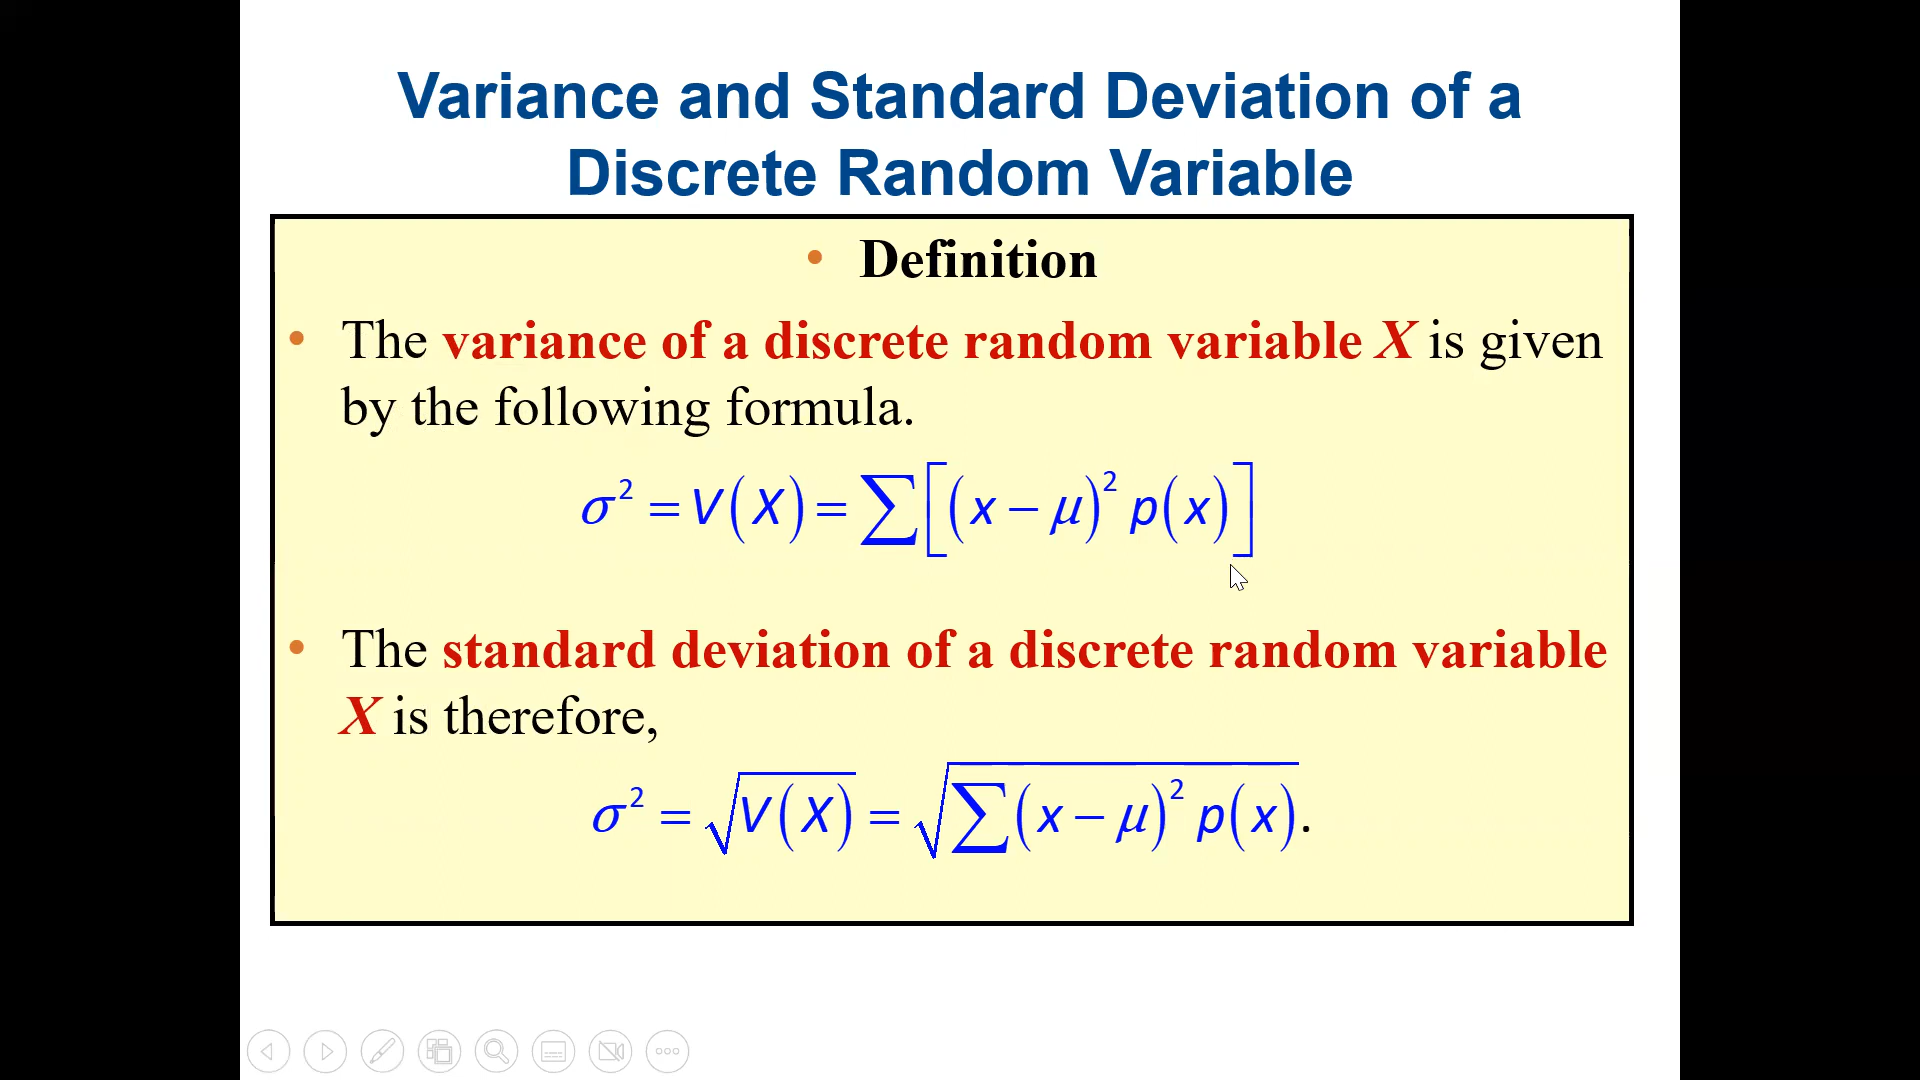 Variance and Standard Deviation of a
Discrete Random Variable
• Definition
• The variance of a discrete random variable X is given
by the following formula.
σ² = V(X) = ∑[(x − μ)² p(x)]
• The standard deviation of a discrete random variable
X is therefore,
σ² = √V(X) = √∑(x − μ)² p(x).